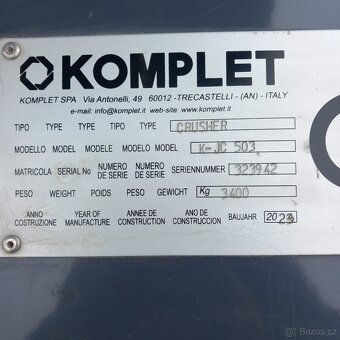 KOMPLET
KOMPLET SPA Via Antonelli, 49 60012 -TRECASTELLI - (AN) - ITALY
e-mail: info@komplet.it web-site: www.komplet.it
TIPO TYPE TIPO TYPE TYPE CRUSHER
MODELLO MODEL MODELE MODELO MODEL K-JC 503
MATRICOLA SERIAL No NUMERO DE SERIE NUMERO DE SERIE SERIENNUMMER 323942
PESO WEIGHT POIDS PESO GEWICHT Kg 3400
ANNO COSTRUZIONE YEAR OF MANUFACTURE ANNEE DE CONSTRUCTION ANO DE CONSTRUCCION BAUJAHR 2023
Bazos.cz